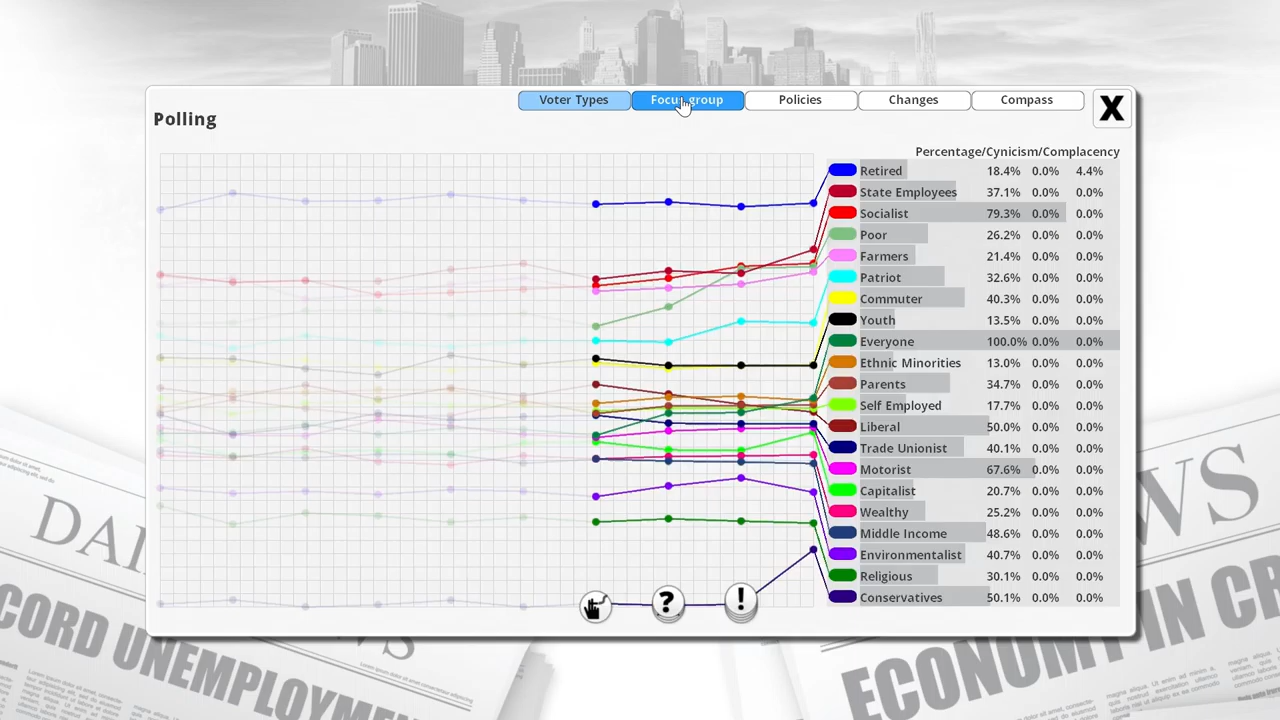 Voter Types Focus group Policies Changes Compass
X
Polling
Percentage/Cynicism/Complacency
Retired 18.4% 0.0% 4.4%
State Employees 37.1% 0.0% 0.0%
Socialist 79.3% 0.0% 0.0%
Poor 26.2% 0.0% 0.0%
Farmers 21.4% 0.0% 0.0%
Patriot 32.6% 0.0% 0.0%
Commuter 40.3% 0.0% 0.0%
Youth 13.5% 0.0% 0.0%
Everyone 100.0% 0.0% 0.0%
Ethnic Minorities 13.0% 0.0% 0.0%
Parents 34.7% 0.0% 0.0%
Self Employed 17.7% 0.0% 0.0%
Liberal 50.0% 0.0% 0.0%
Trade Unionist 40.1% 0.0% 0.0%
Motorist 67.6% 0.0% 0.0%
Capitalist 20.7% 0.0% 0.0%
Wealthy 25.2% 0.0% 0.0%
Middle Income 48.6% 0.0% 0.0%
Environmentalist 40.7% 0.0% 0.0%
Religious 30.1% 0.0% 0.0%
Conservatives 50.1% 0.0% 0.0%
? !
DAI
CORD UNEMPLOYME
WS
ECONOMY IN CR